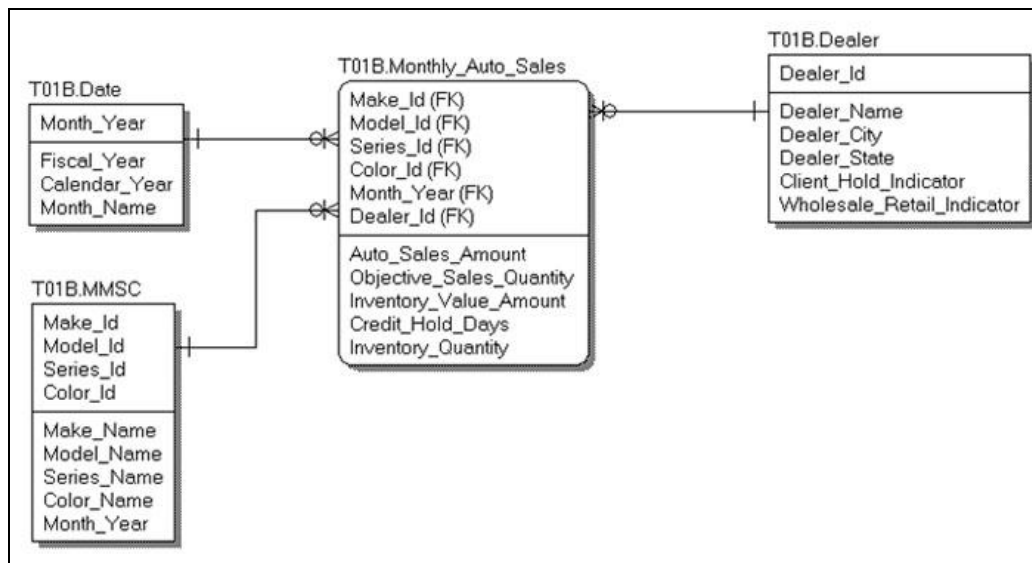 T01B.Date
Month_Year
Fiscal_Year
Calendar_Year
Month_Name
T01B.MMSC
Make_Id
Model_Id
Series_Id
Color_Id
Make_Name
Model_Name
Series_Name
Color_Name
Month_Year
T01B.Monthly_Auto_Sales
Make_Id (FK)
Model_Id (FK)
Series_Id (FK)
Color_Id (FK)
Month_Year (FK)
Dealer_Id (FK)
Auto_Sales_Amount
Objective_Sales_Quantity
Inventory_Value_Amount
Credit_Hold_Days
Inventory_Quantity
T01B.Dealer
Dealer_Id
Dealer_Name
Dealer_City
Dealer_State
Client_Hold_Indicator
Wholesale_Retail_Indicator